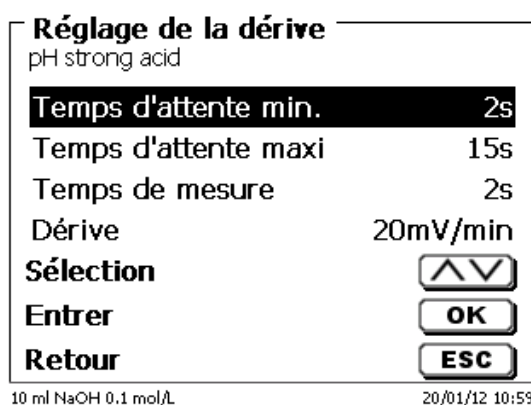 Réglage de la dérive
pH strong acid
Temps d'attente min. 2s
Temps d'attente maxi 15s
Temps de mesure 2s
Dérive 20mV/min
Sélection
Entrer OK
Retour ESC
10 ml NaOH 0.1 mol/L 20/01/12 10:59